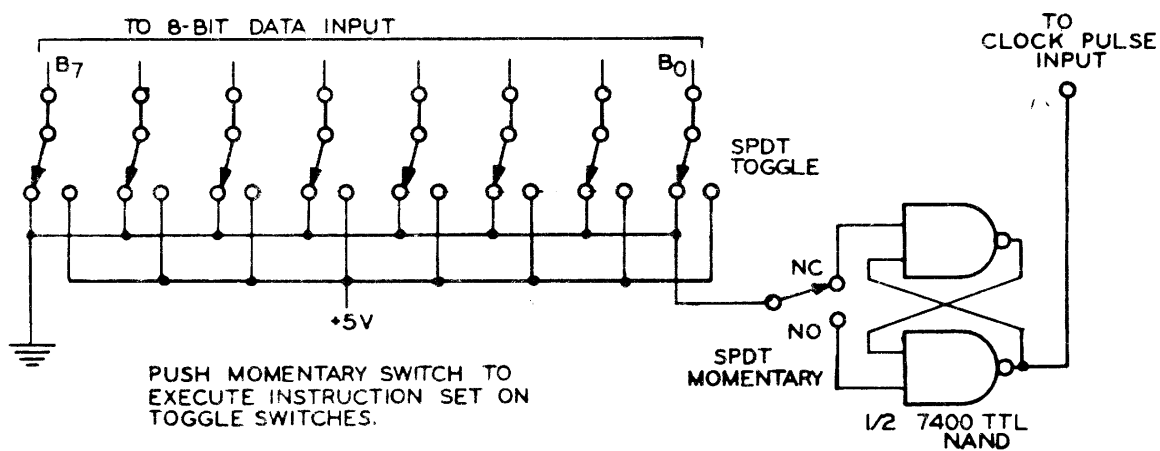 TO 8-BIT DATA INPUT
B7
B0
TO
CLOCK PULSE
INPUT
SPDT
TOGGLE
NC
NO
+5V
SPDT
MOMENTARY
PUSH MOMENTARY SWITCH TO
EXECUTE INSTRUCTION SET ON
TOGGLE SWITCHES.
1/2 7400 TTL
NAND